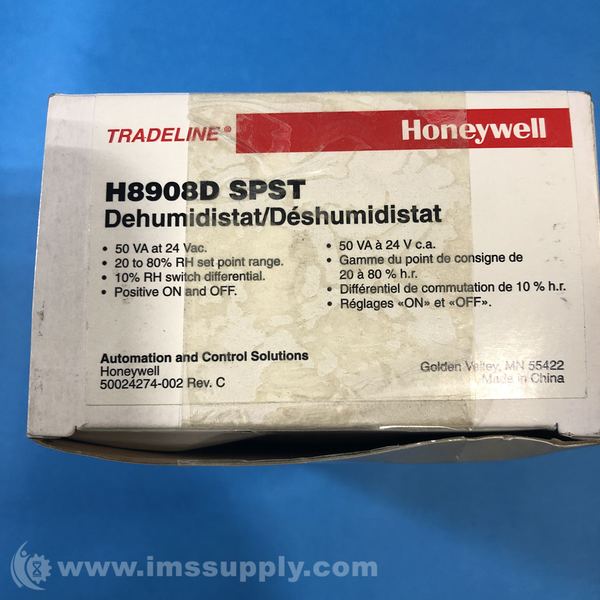 TRADELINE®
Honeywell
H8908D SPST
Dehumidistat/Déshumidistat
• 50 VA at 24 Vac.
• 20 to 80% RH set point range.
• 10% RH switch differential.
• Positive ON and OFF.
• 50 VA à 24 V c.a.
• Gamme du point de consigne de
20 à 80 % h.r.
• Différentiel de commutation de 10 % h.r.
• Réglages «ON» et «OFF».
Automation and Control Solutions
Honeywell
50024274-002 Rev. C
Golden Valley, MN 55422
Made in China
www.imssupply.com